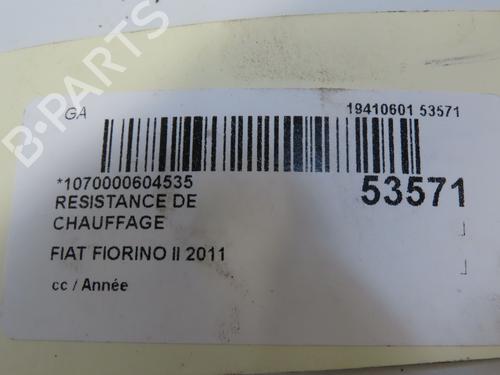 GA
19410601 53571
*1070000604535
53571
RESISTANCE DE
CHAUFFAGE
FIAT FIORINO II 2011
cc / Année
B-PARTS